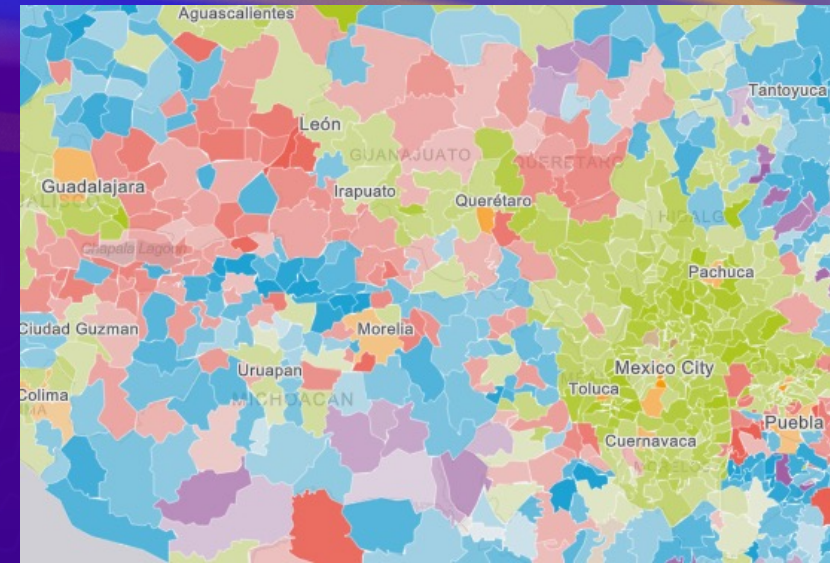 Aguascalientes
Tantoyuca
León
GUANAJUATO
QUERETARO
Guadalajara
Irapuato
Querétaro
Chapala Lagoon
Pachuca
Ciudad Guzman
Morelia
Uruapan
Mexico City
Toluca
Colima
MICHOACAN
Puebla
Cuernavaca